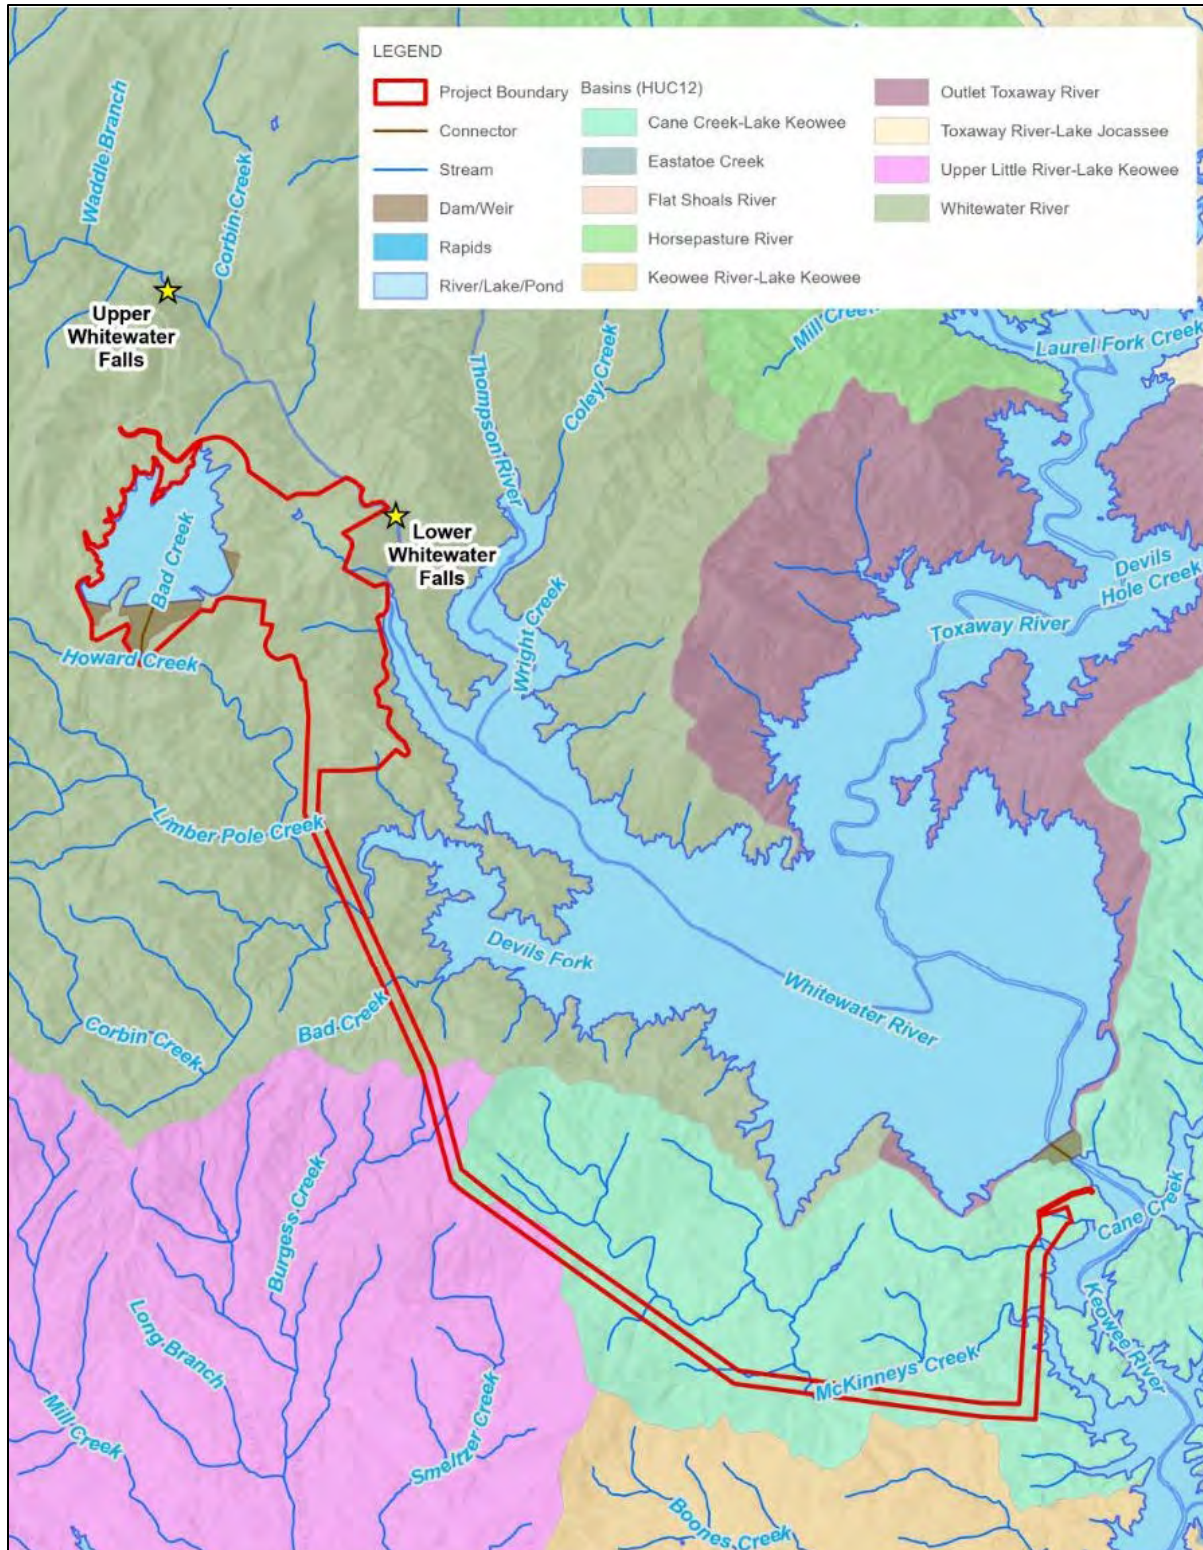 LEGEND
Project Boundary
Connector
Stream
Dam/Weir
Rapids
River/Lake/Pond
Basins (HUC12)
Cane Creek-Lake Keowee
Eastatoe Creek
Flat Shoals River
Horsepasture River
Keowee River-Lake Keowee
Outlet Toxaway River
Toxaway River-Lake Jocassee
Upper Little River-Lake Keowee
Whitewater River
Waddle Branch
Corbin Creek
Upper
Whitewater
Falls
Thompson River
Coley Creek
Mill Creek
Laurel Fork Creek
Bad Creek
Lower
Whitewater
Falls
Devils
Hole Creek
Toxaway River
Wright Creek
Howard Creek
Limber Pole Creek
Devils Fork
Whitewater River
Bad Creek
Corbin Creek
Burgess Creek
Cane Creek
Keowee River
Long Branch
McKinneys Creek
Mill Creek
Smeltzer Creek
Boones Creek